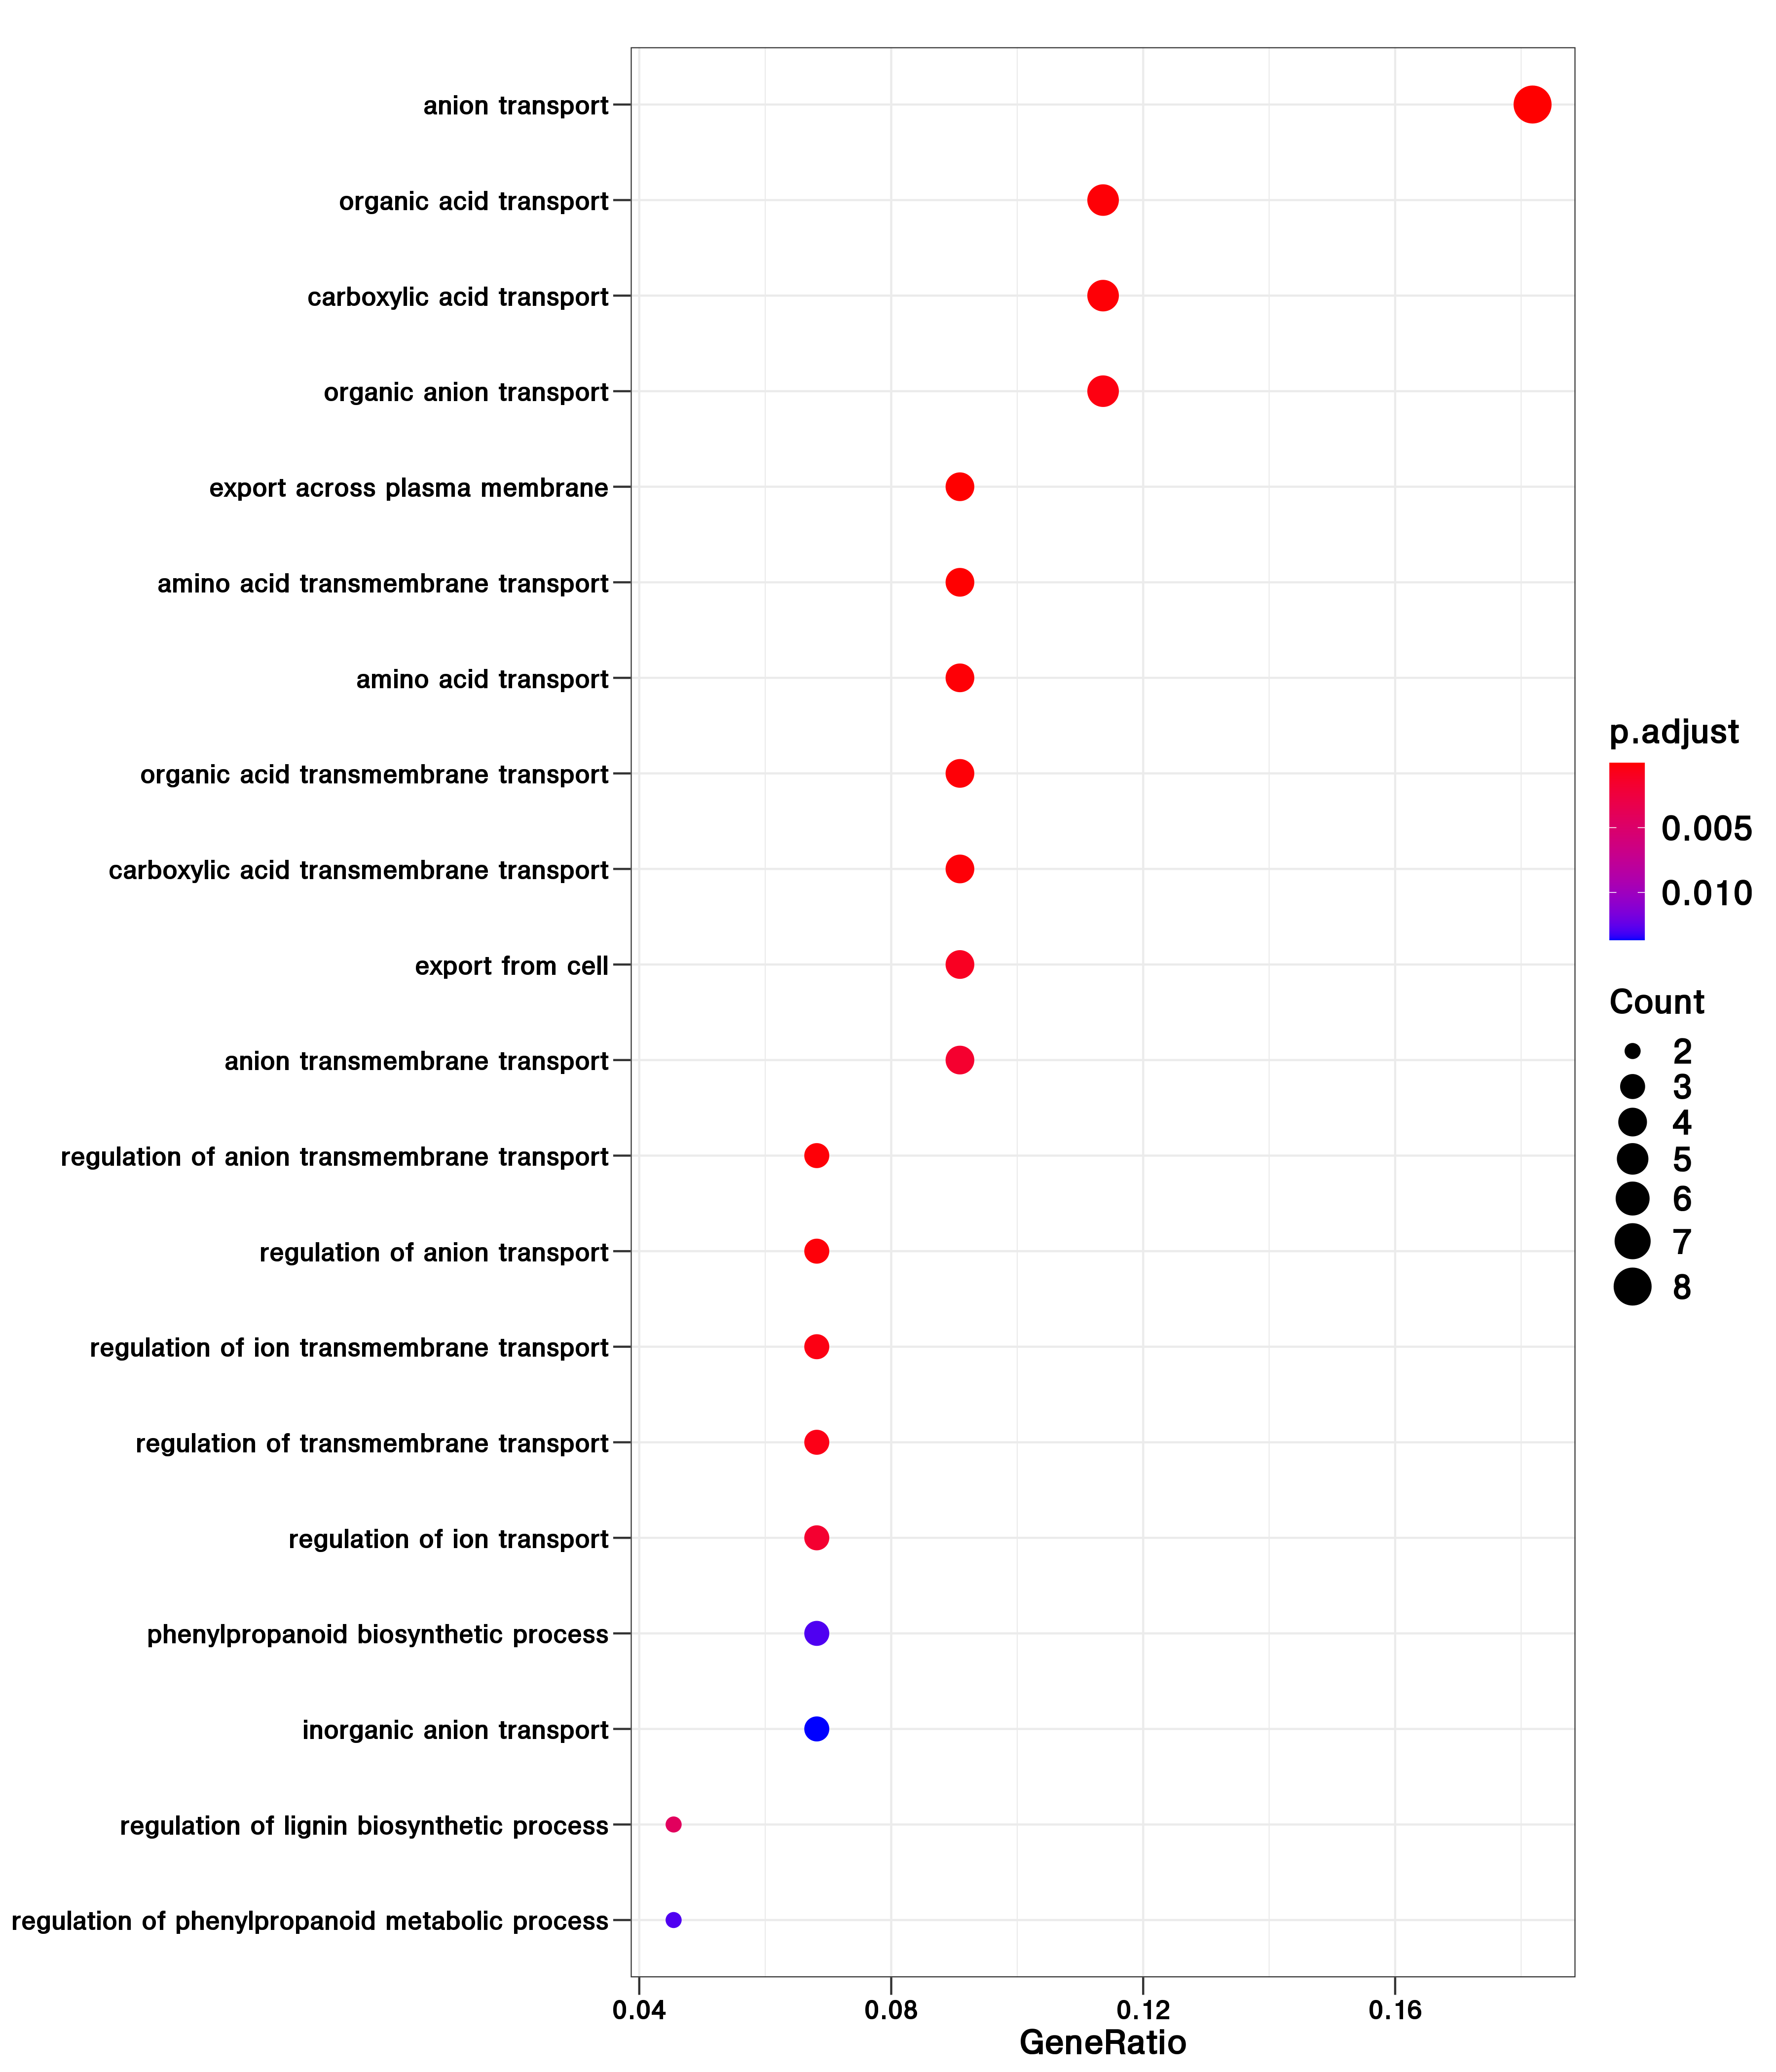 anion transport
organic acid transport
carboxylic acid transport
organic anion transport
export across plasma membrane
amino acid transmembrane transport
amino acid transport
organic acid transmembrane transport
carboxylic acid transmembrane transport
export from cell
anion transmembrane transport
regulation of anion transmembrane transport
regulation of anion transport
regulation of ion transmembrane transport
regulation of transmembrane transport
regulation of ion transport
phenylpropanoid biosynthetic process
inorganic anion transport
regulation of lignin biosynthetic process
regulation of phenylpropanoid metabolic process
0.04 0.08 0.12 0.16
GeneRatio
p.adjust
0.005
0.010
Count
2
3
4
5
6
7
8